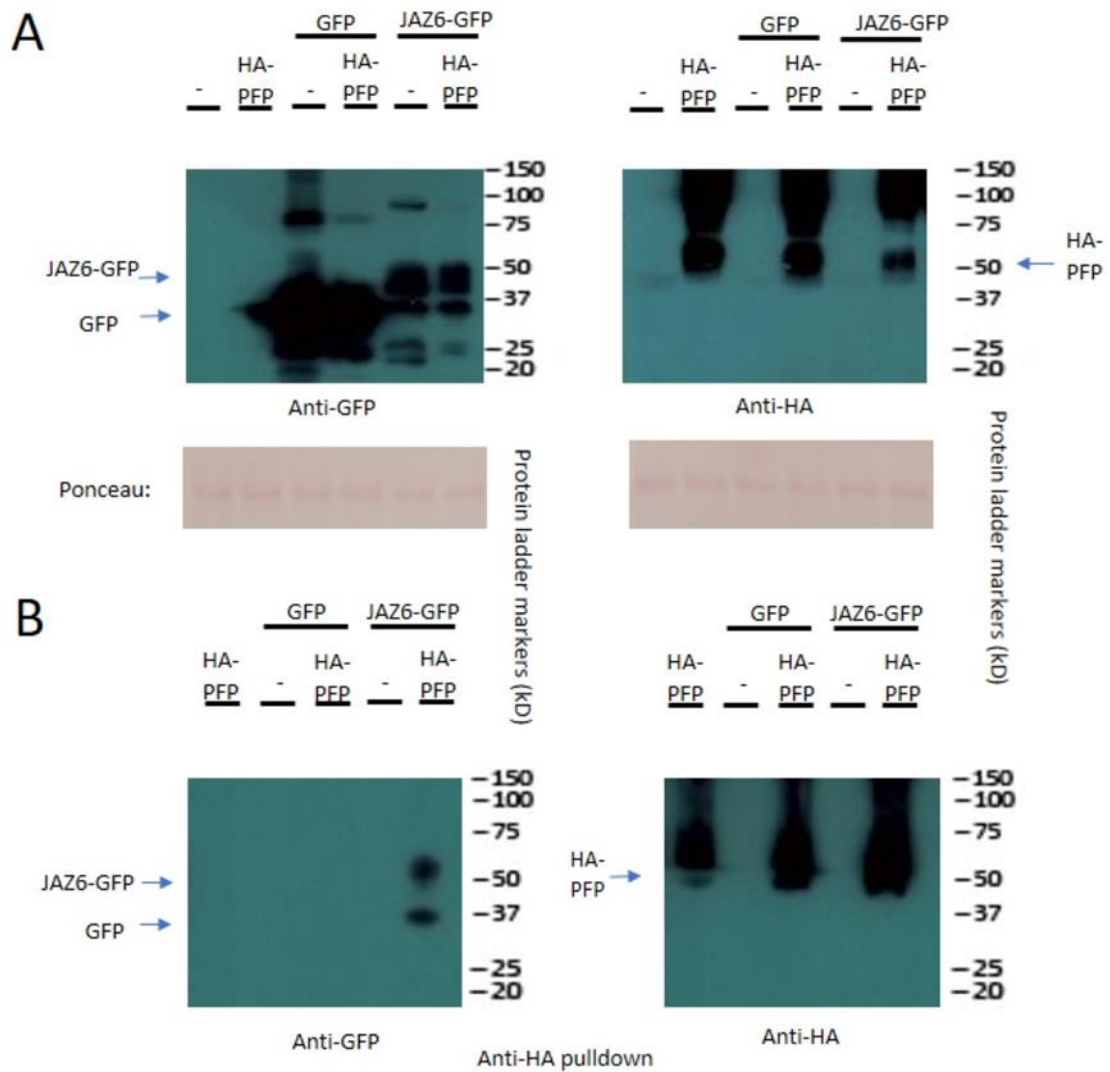 A
GFP
JAZ6-GFP
GFP
JAZ6-GFP
-
HA-
PFP
-
HA-
PFP
-
HA-
PFP
-
HA-
PFP
-
HA-
PFP
-
HA-
PFP
-150
-100
-75
-50
-37
-25
-20
JAZ6-GFP
GFP
-150
-100
-75
-50
-37
-25
-20
HA-
PFP
Anti-GFP
Anti-HA
Ponceau:
Protein ladder markers (kD)
Protein ladder markers (kD)
B
GFP
JAZ6-GFP
GFP
JAZ6-GFP
HA-
PFP
-
HA-
PFP
-
HA-
PFP
HA-
PFP
-
HA-
PFP
-
HA-
PFP
JAZ6-GFP
GFP
-150
-100
-75
-50
-37
-25
-20
HA-
PFP
-150
-100
-75
-50
-37
-25
-20
Anti-GFP
Anti-HA
Anti-HA pulldown